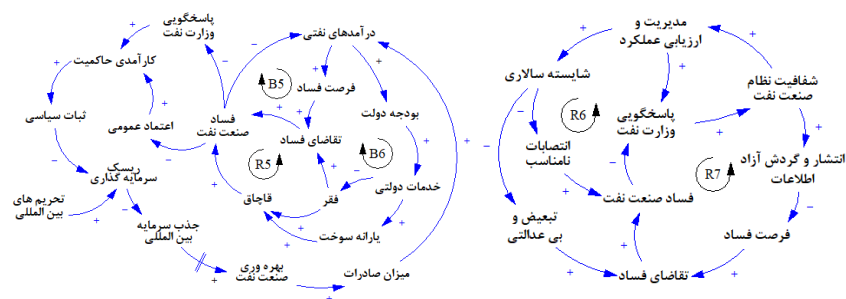 پاسخگویی
وزارت نفت
درآمدهای نفتی
کارآمدی حاکمیت
فرصت فساد
B5
ثبات سیاسی
اعتماد عمومی
فساد
صنعت نفت
تقاضای فساد
بودجه دولت
R5
B6
ریسک
سرمایه گذاری
خدمات دولتی
قاچاق
فقر
تحریم های
بین المللی
جذب سرمایه
بین المللی
یارانه سوخت
بهره وری
صنعت نفت
میزان صادرات
مدیریت و
ارزیابی عملکرد
شایسته سالاری
شفافیت نظام
صنعت نفت
R6
پاسخگویی
وزارت نفت
انتصابات
نامناسب
انتشار و گردش آزاد
اطلاعات
R7
فساد صنعت نفت
تبعیض و
بی عدالتی
فرصت فساد
تقاضای فساد